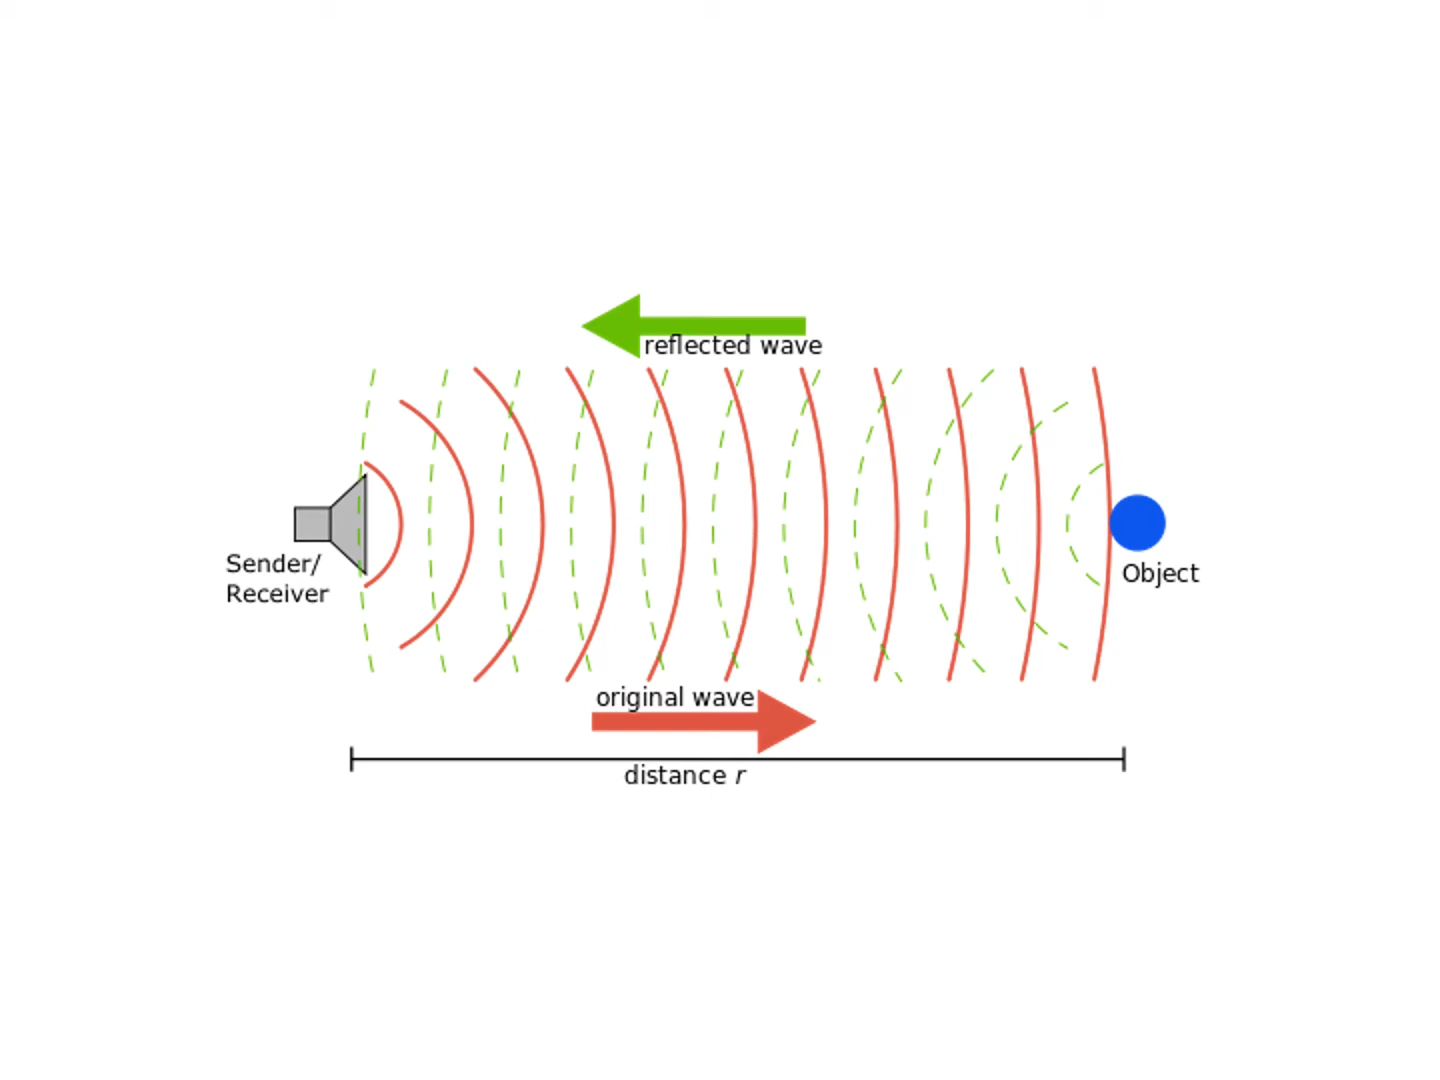 reflected wave
Sender/
Receiver
Object
original wave
distance r